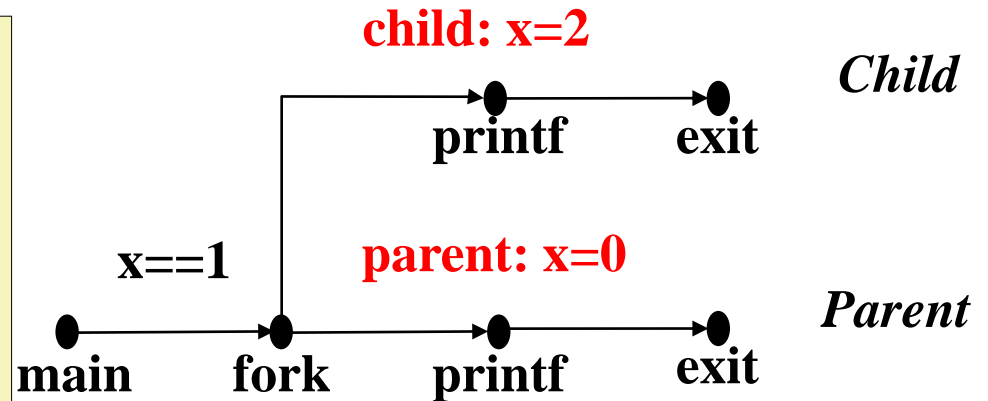 child: x=2
Child
printf
exit
x==1
parent: x=0
Parent
main
fork
printf
exit